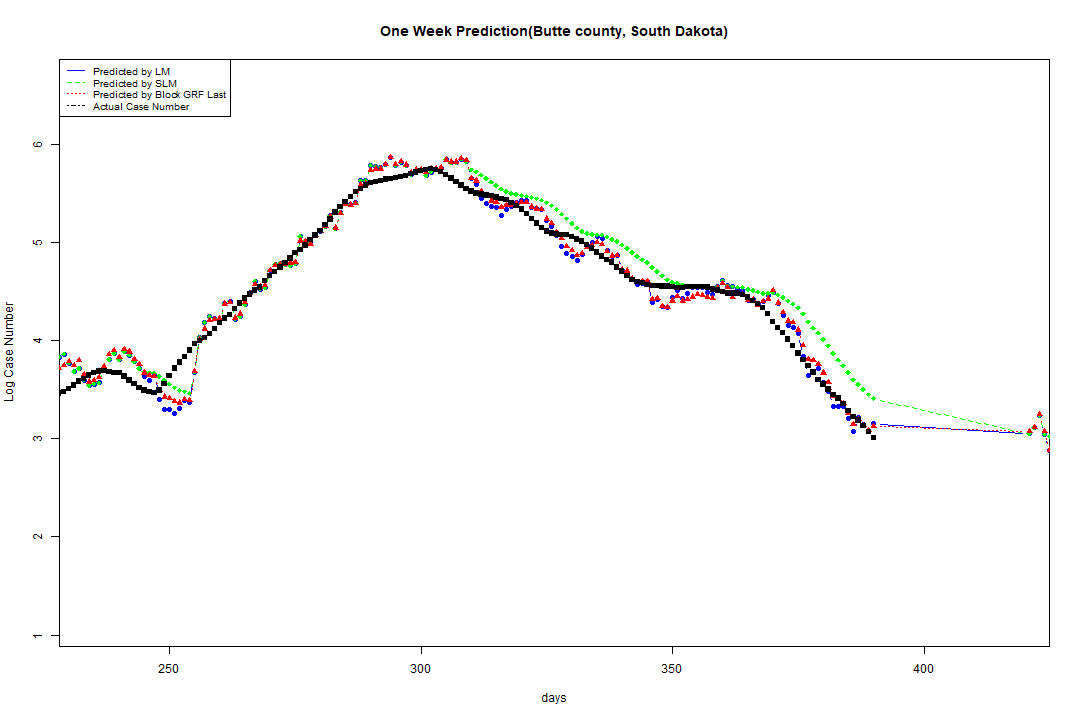 One Week Prediction(Butte county, South Dakota)
Predicted by LM
Predicted by SLM
Predicted by Block GRF Last
Actual Case Number
6
5
4
3
2
1
Log Case Number
250 300 350 400
days